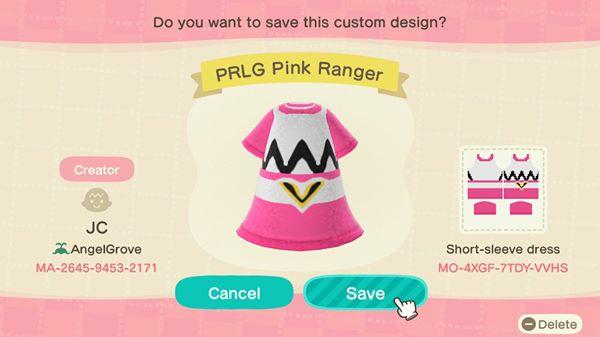 Do you want to save this custom design?
PRLG Pink Ranger
Creator
JC
AngelGrove
MA-2645-9453-2171
Short-sleeve dress
MO-4XGF-7TDY-VVHS
Cancel
Save
Delete